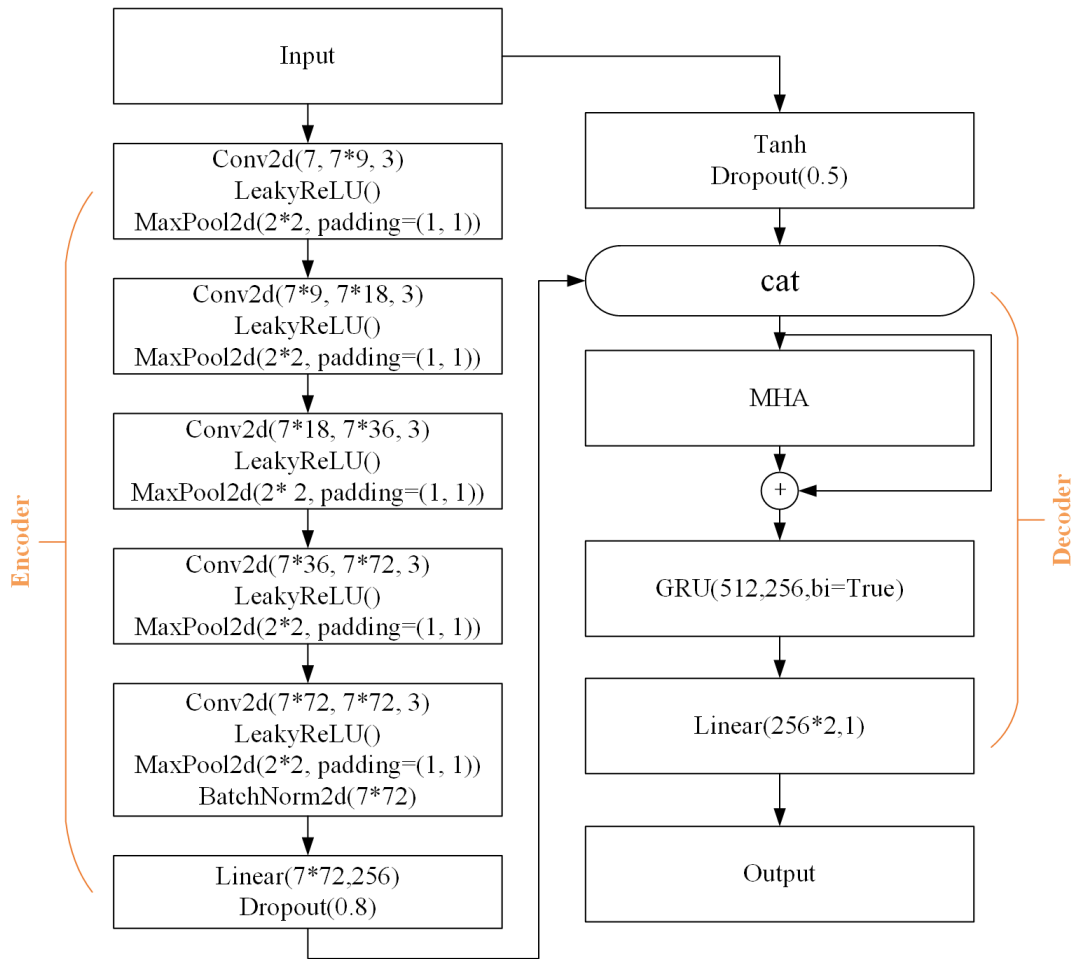 Input
Conv2d(7, 7*9, 3)
LeakyReLU()
MaxPool2d(2*2, padding=(1, 1))
Conv2d(7*9, 7*18, 3)
LeakyReLU()
MaxPool2d(2*2, padding=(1, 1))
Conv2d(7*18, 7*36, 3)
LeakyReLU()
MaxPool2d(2* 2, padding=(1, 1))
Conv2d(7*36, 7*72, 3)
LeakyReLU()
MaxPool2d(2*2, padding=(1, 1))
Conv2d(7*72, 7*72, 3)
LeakyReLU()
MaxPool2d(2*2, padding=(1, 1))
BatchNorm2d(7*72)
Linear(7*72,256)
Dropout(0.8)
Encoder
Tanh
Dropout(0.5)
cat
MHA
+
GRU(512,256,bi=True)
Linear(256*2,1)
Output
Decoder